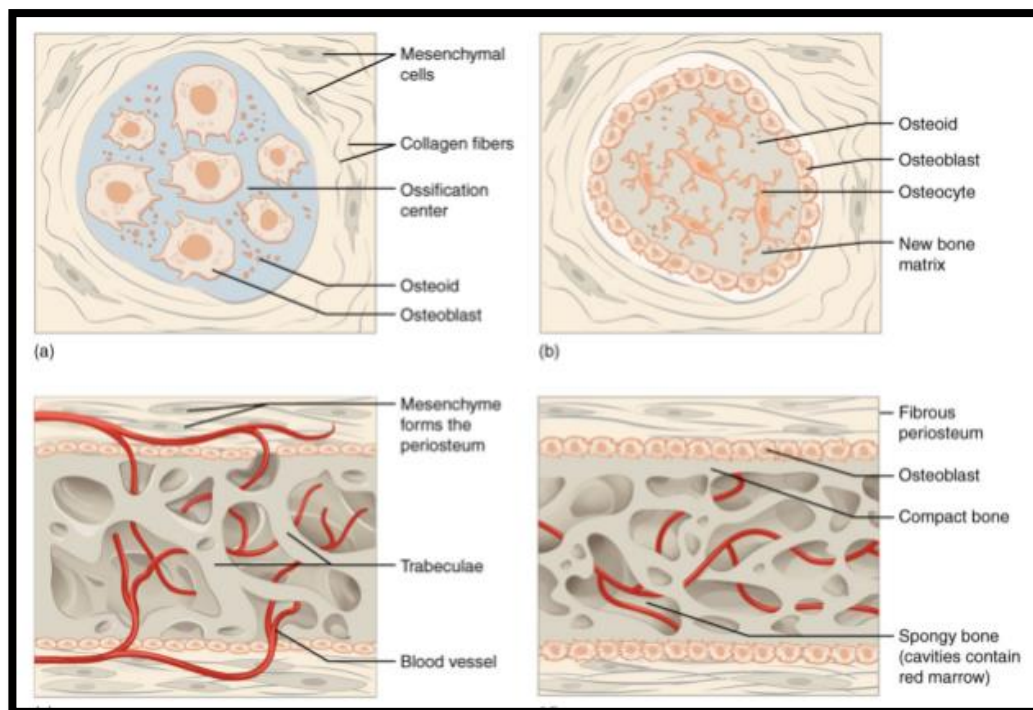 Mesenchymal
cells
Collagen fibers
Ossification
center
Osteoid
Osteoblast
(a)
Osteoid
Osteoblast
Osteocyte
New bone
matrix
(b)
Mesenchyme
forms the
periosteum
Trabeculae
Blood vessel
Fibrous
periosteum
Osteoblast
Compact bone
Spongy bone
(cavities contain
red marrow)